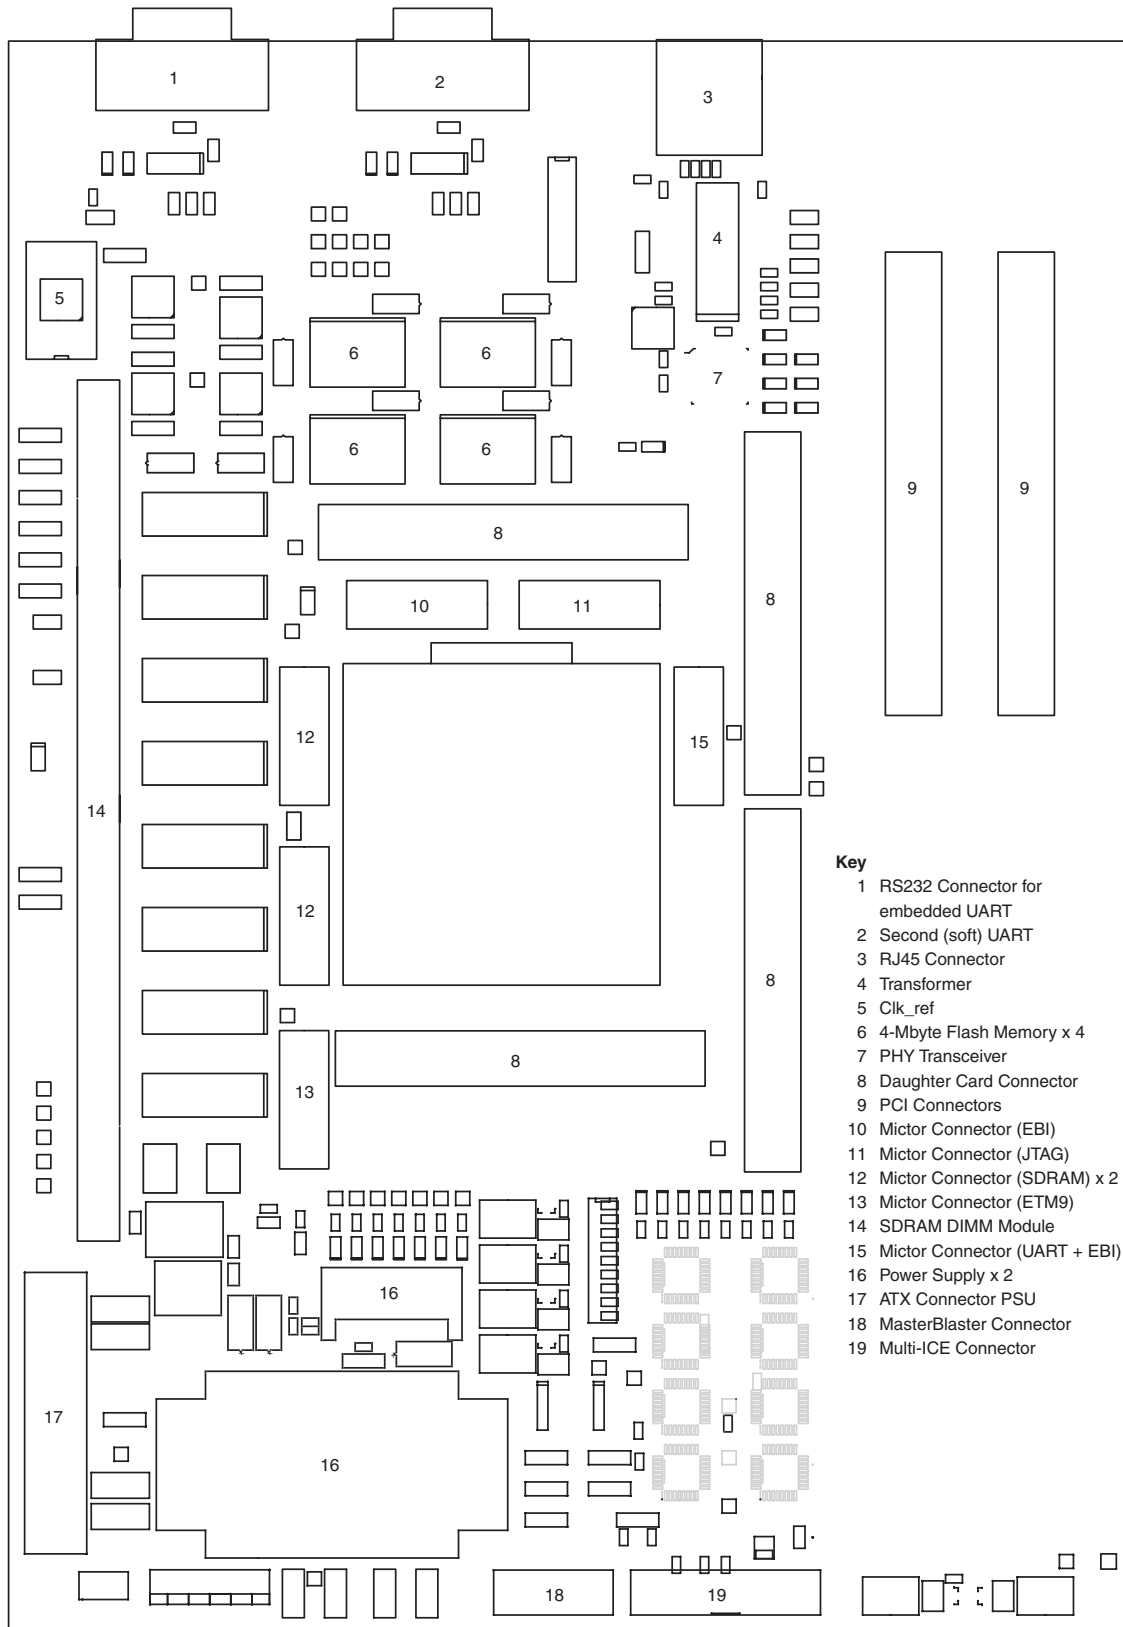 1
2
3
4
5
6
6
7
6
6
9
9
8
8
10
11
12
15
14
12
8
13
8
16
17
16
18
19
Key
1 RS232 Connector for
embedded UART
2 Second (soft) UART
3 RJ45 Connector
4 Transformer
5 Clk_ref
6 4-Mbyte Flash Memory x 4
7 PHY Transceiver
8 Daughter Card Connector
9 PCI Connectors
10 Mictor Connector (EBI)
11 Mictor Connector (JTAG)
12 Mictor Connector (SDRAM) x 2
13 Mictor Connector (ETM9)
14 SDRAM DIMM Module
15 Mictor Connector (UART + EBI)
16 Power Supply x 2
17 ATX Connector PSU
18 MasterBlaster Connector
19 Multi-ICE Connector